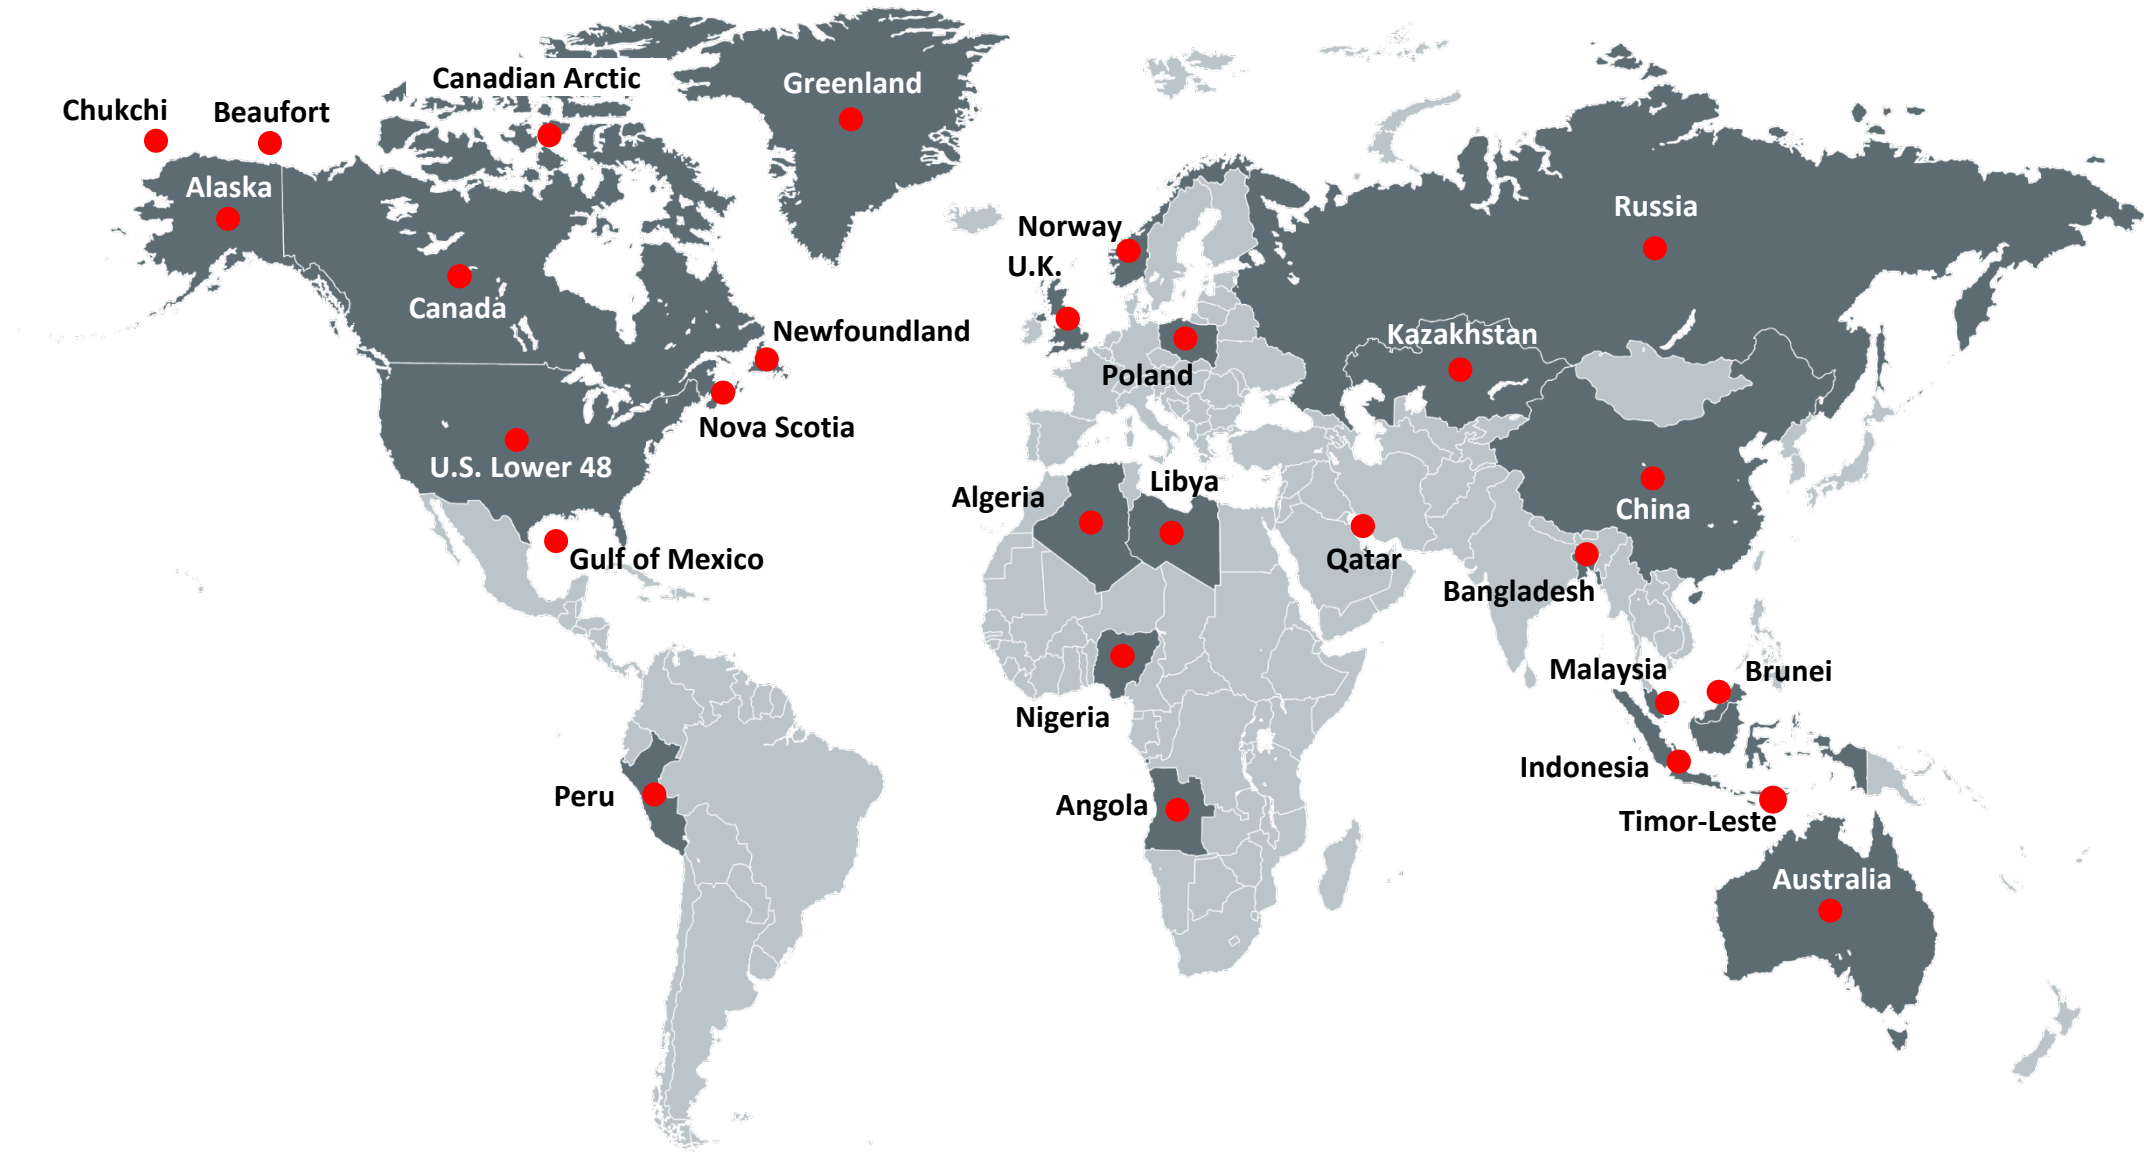 Canadian Arctic
Greenland
Chukchi
Beaufort
Alaska
Russia
Norway
U.K.
Canada
Newfoundland
Kazakhstan
Poland
Nova Scotia
U.S. Lower 48
Libya
Algeria
China
Gulf of Mexico
Qatar
Bangladesh
Malaysia
Brunei
Nigeria
Indonesia
Peru
Angola
Timor-Leste
Australia